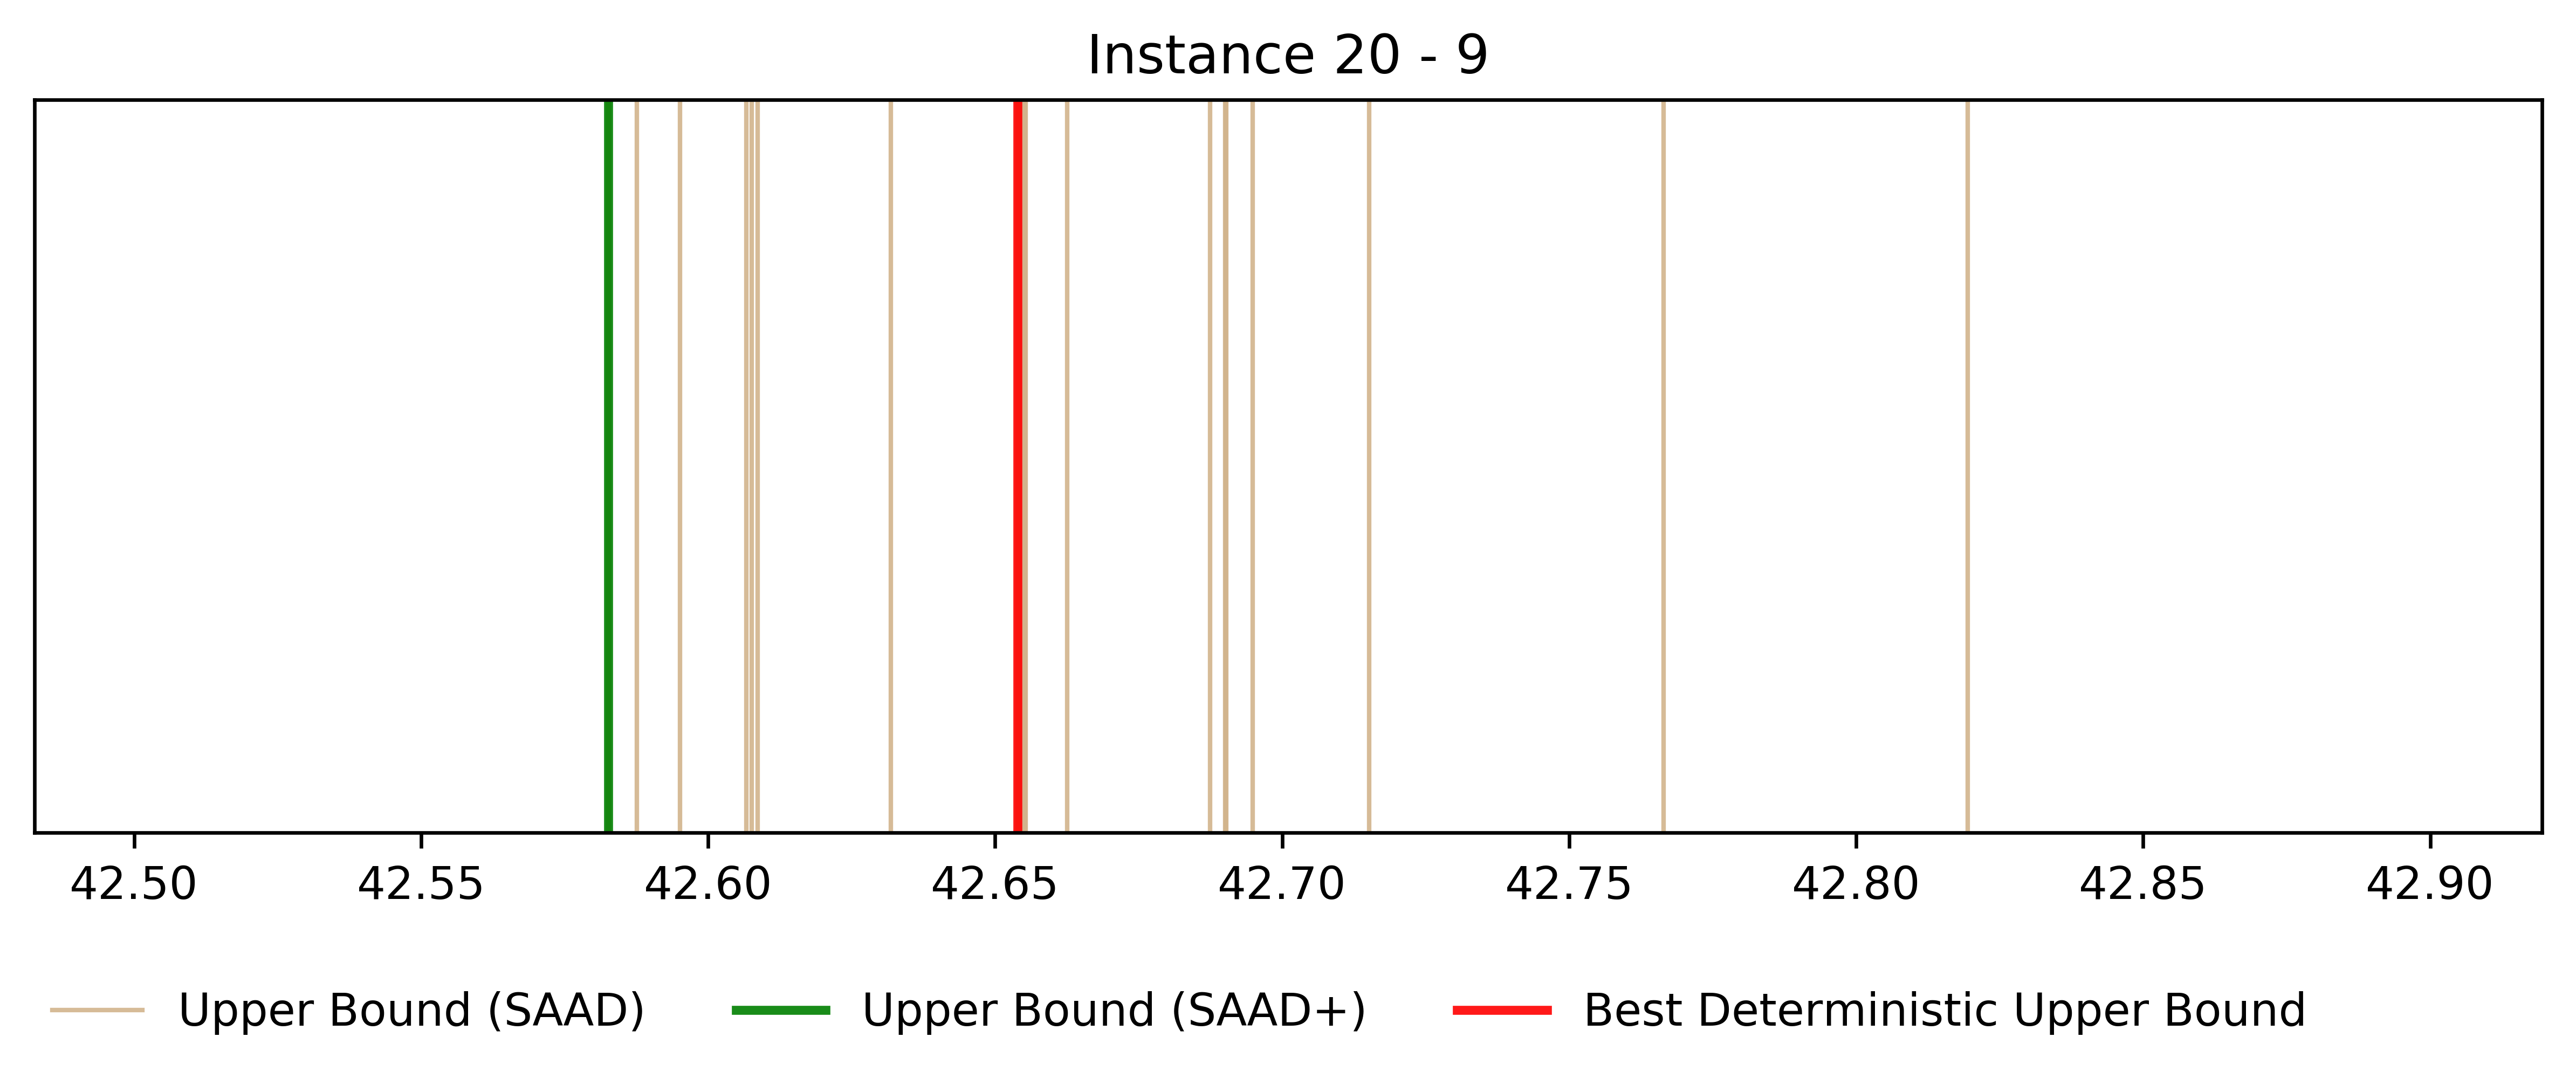 Instance 20 - 9
42.50 42.55 42.60 42.65 42.70 42.75 42.80 42.85 42.90
Upper Bound (SAAD) Upper Bound (SAAD+) Best Deterministic Upper Bound